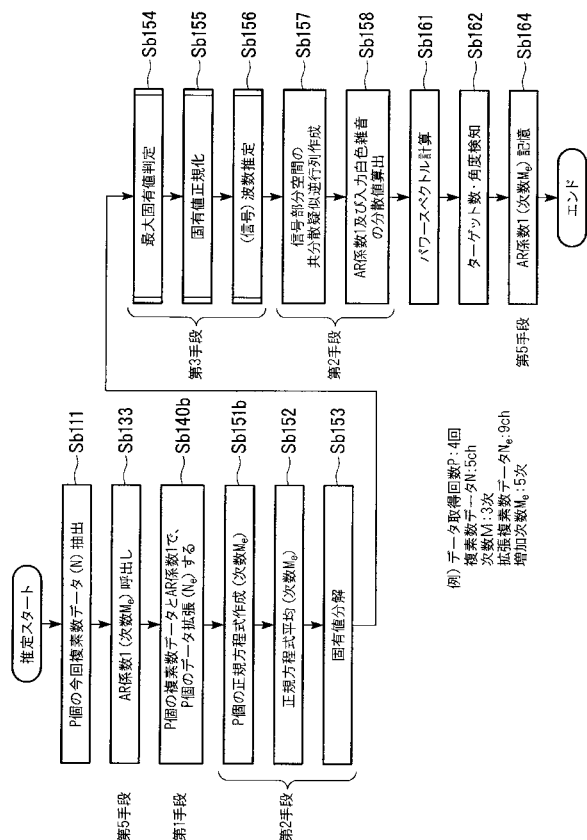 推定スタート
P個の今回複素数データ(N)抽出
Sb111
第5手段
AR係数1(次数Me)呼出し
Sb133
第1手段
P個の複素数データとAR係数1で、
P個のデータ拡張(Ne)する
Sb140b
第2手段
P個の正規方程式作成(次数Me)
Sb151b
正規方程式平均(次数Me)
Sb152
固有値分解
Sb153
第3手段
最大固有値判定
Sb154
固有値正規化
Sb155
(信号)波数推定
Sb156
第2手段
信号部分空間の
共分散疑似逆行列作成
Sb157
AR係数1及び入力白色雑音
の分散値算出
Sb158
パワースペクトル計算
Sb161
ターゲット数・角度検知
Sb162
第5手段
AR係数1(次数Me)記憶
Sb164
エンド
例)データ取得回数P:4回
複素数データN:5ch
次数M:3次
拡張複素数データNe:9ch
増加次数Me:5次